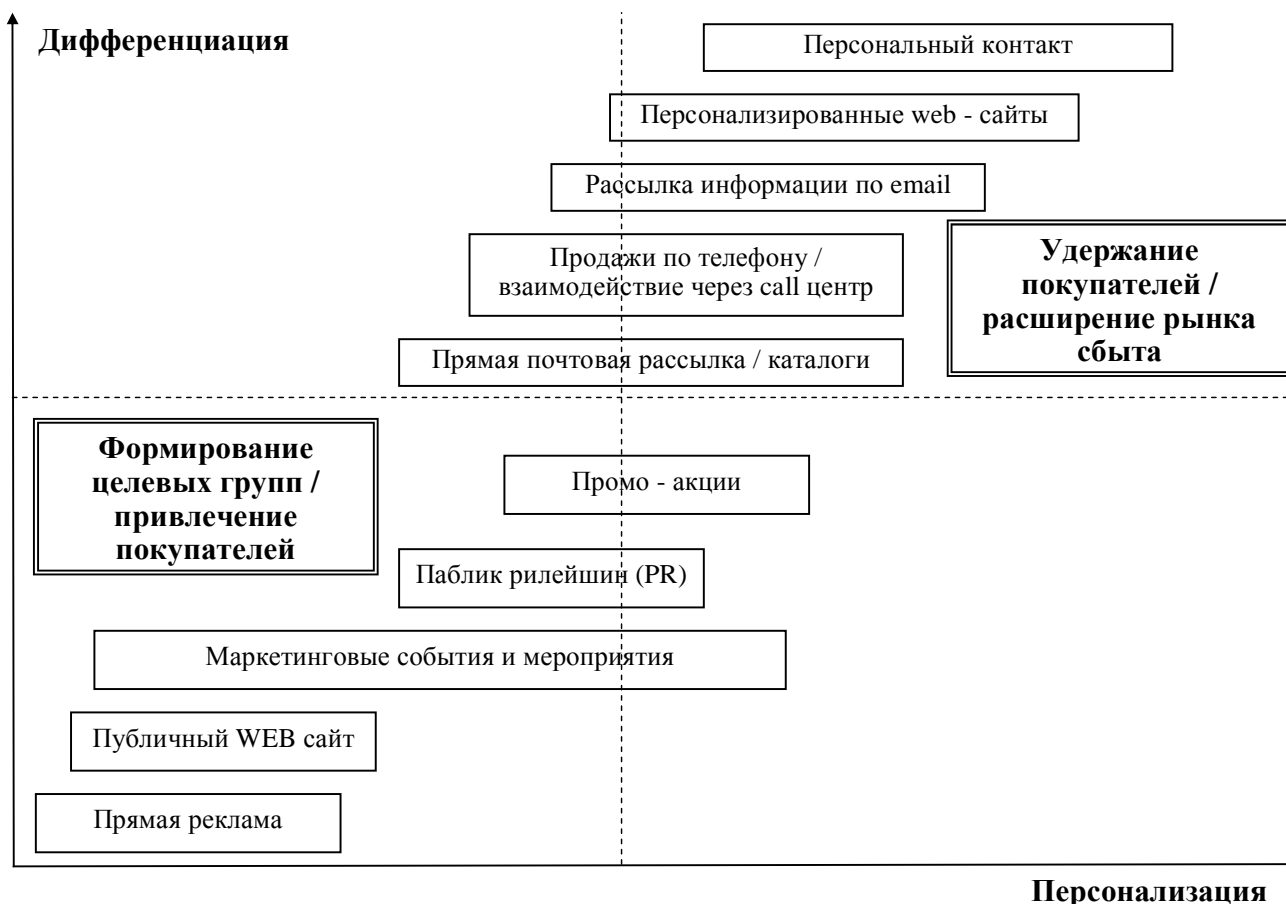 Дифференциация
Персональный контакт
Персонализированные web - сайты
Рассылка информации по email
Продажи по телефону /
взаимодействие через call центр
Удержание
покупателей /
расширение рынка
сбыта
Прямая почтовая рассылка / каталоги
Формирование
целевых групп /
привлечение
покупателей
Промо - акции
Паблик рилейшин (PR)
Маркетинговые события и мероприятия
Публичный WEB сайт
Прямая реклама
Персонализация